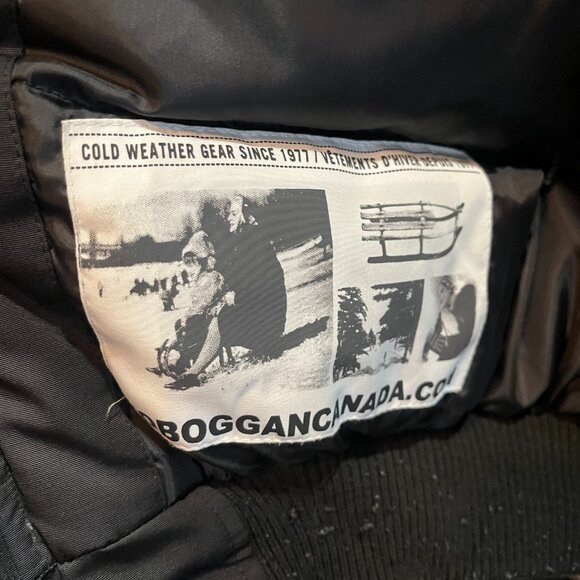 COLD WEATHER GEAR SINCE 1977 / VÊTEMENTS D'HIVER DEPUIS
OBOGGANCANADA.CO